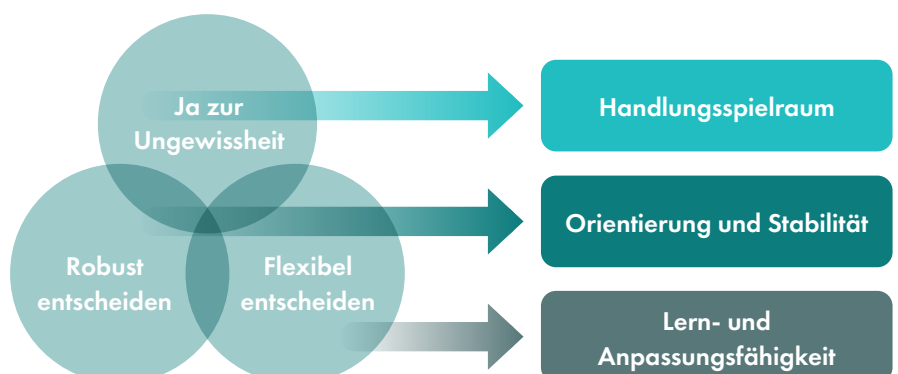 Ja zur
Ungewissheit
Handlungsspielraum
Robust
entscheiden
Flexibel
entscheiden
Orientierung und Stabilität
Lern- und
Anpassungsfähigkeit